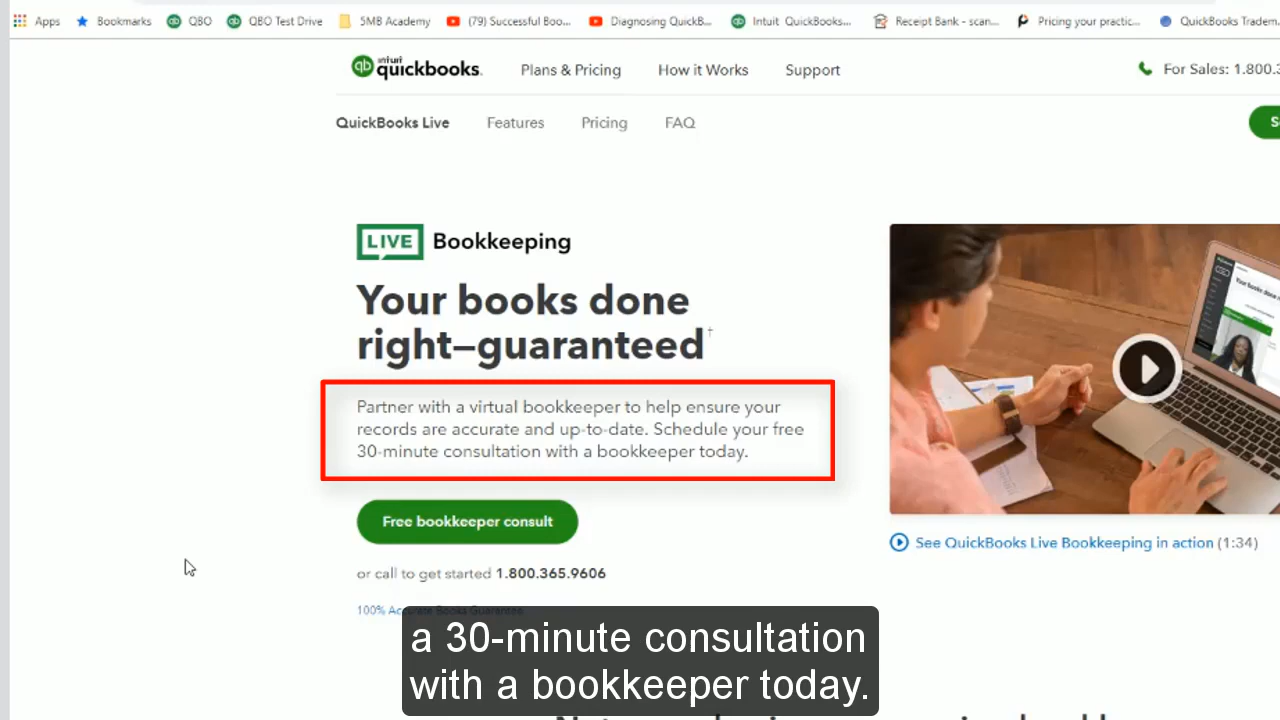 Apps Bookmarks QBO QBO Test Drive 5MB Academy (79) Successful Boo... Diagnosing QuickB... Intuit QuickBooks... Receipt Bank - scan... Pricing your practic... QuickBooks Tradem
intuit
quickbooks. Plans & Pricing How it Works Support For Sales: 1.800.3
QuickBooks Live Features Pricing FAQ
LIVE Bookkeeping
Your books done
right—guaranteed†
Partner with a virtual bookkeeper to help ensure your
records are accurate and up-to-date. Schedule your free
30-minute consultation with a bookkeeper today.
Free bookkeeper consult
See QuickBooks Live Bookkeeping in action (1:34)
or call to get started 1.800.365.9606
100% Accurate Books Guarantee
a 30-minute consultation
with a bookkeeper today.